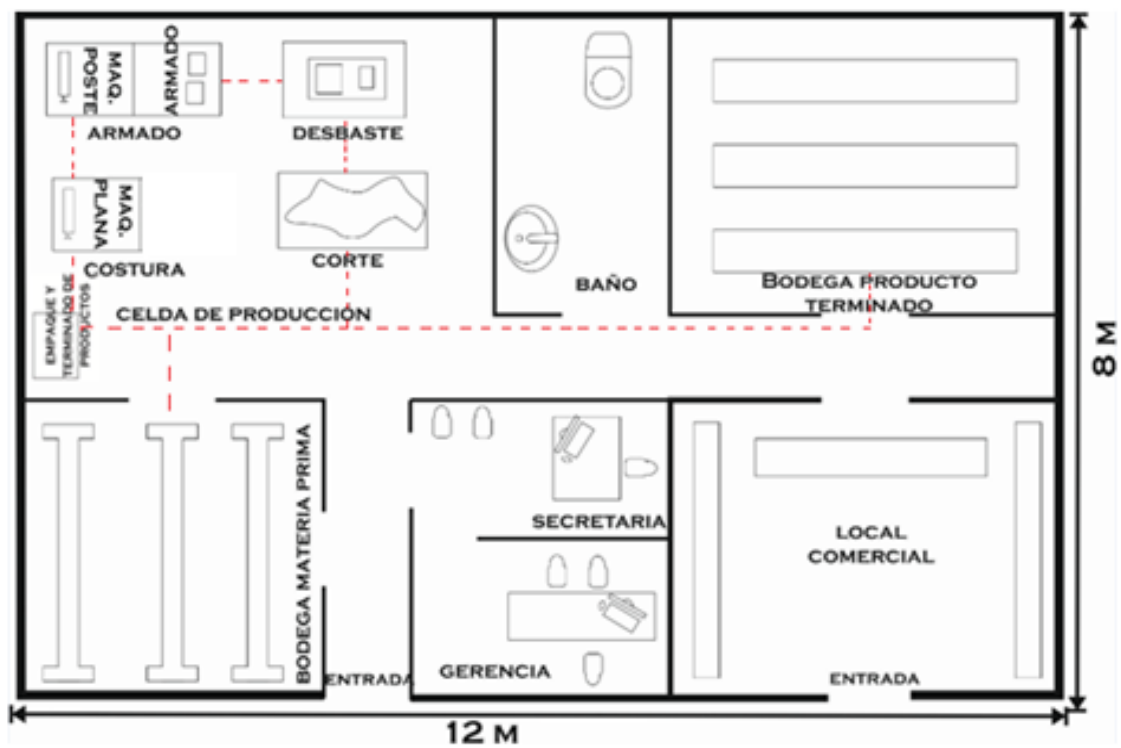 MAQ.
POSTE
ARMADO
ARMADO
DESBASTE
MAQ.
PLANA
COSTURA
CORTE
BAÑO
BODEGA PRODUCTO
TERMINADO
EMPAQUE Y
TERMINADO DE
PRODUCTOS
CELDA DE PRODUCCIÓN
8 M
BODEGA MATERIA PRIMA
SECRETARIA
LOCAL
COMERCIAL
GERENCIA
ENTRADA
ENTRADA
12 M